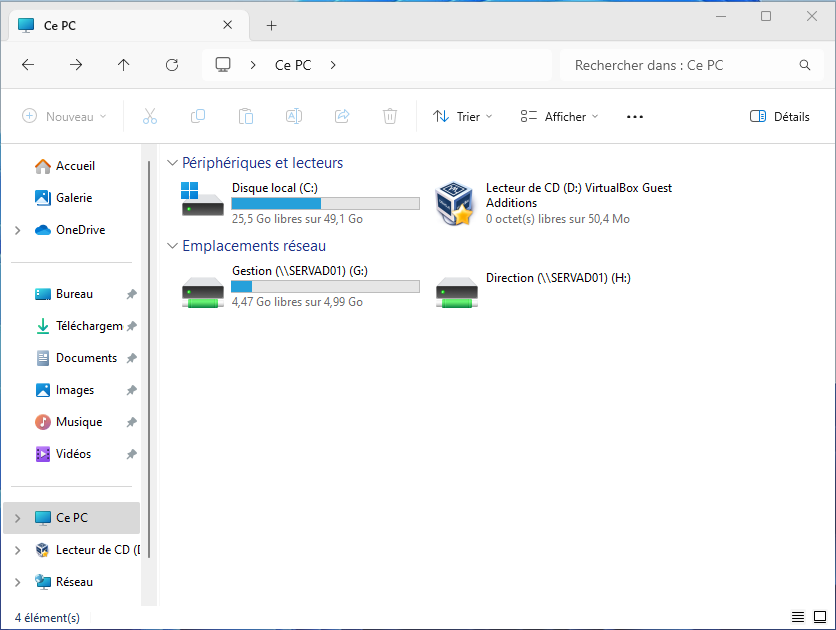 Ce PC
Ce PC
Rechercher dans : Ce PC
Nouveau
Trier
Afficher
Détails
Accueil
Galerie
OneDrive
Bureau
Téléchargem
Documents
Images
Musique
Vidéos
Ce PC
Lecteur de CD (D
Réseau
Périphériques et lecteurs
Disque local (C:)
25,5 Go libres sur 49,1 Go
Lecteur de CD (D:) VirtualBox Guest
Additions
0 octet(s) libres sur 50,4 Mo
Emplacements réseau
Gestion (\\SERVAD01) (G:)
4,47 Go libres sur 4,99 Go
Direction (\\SERVAD01) (H:)
4 élément(s)